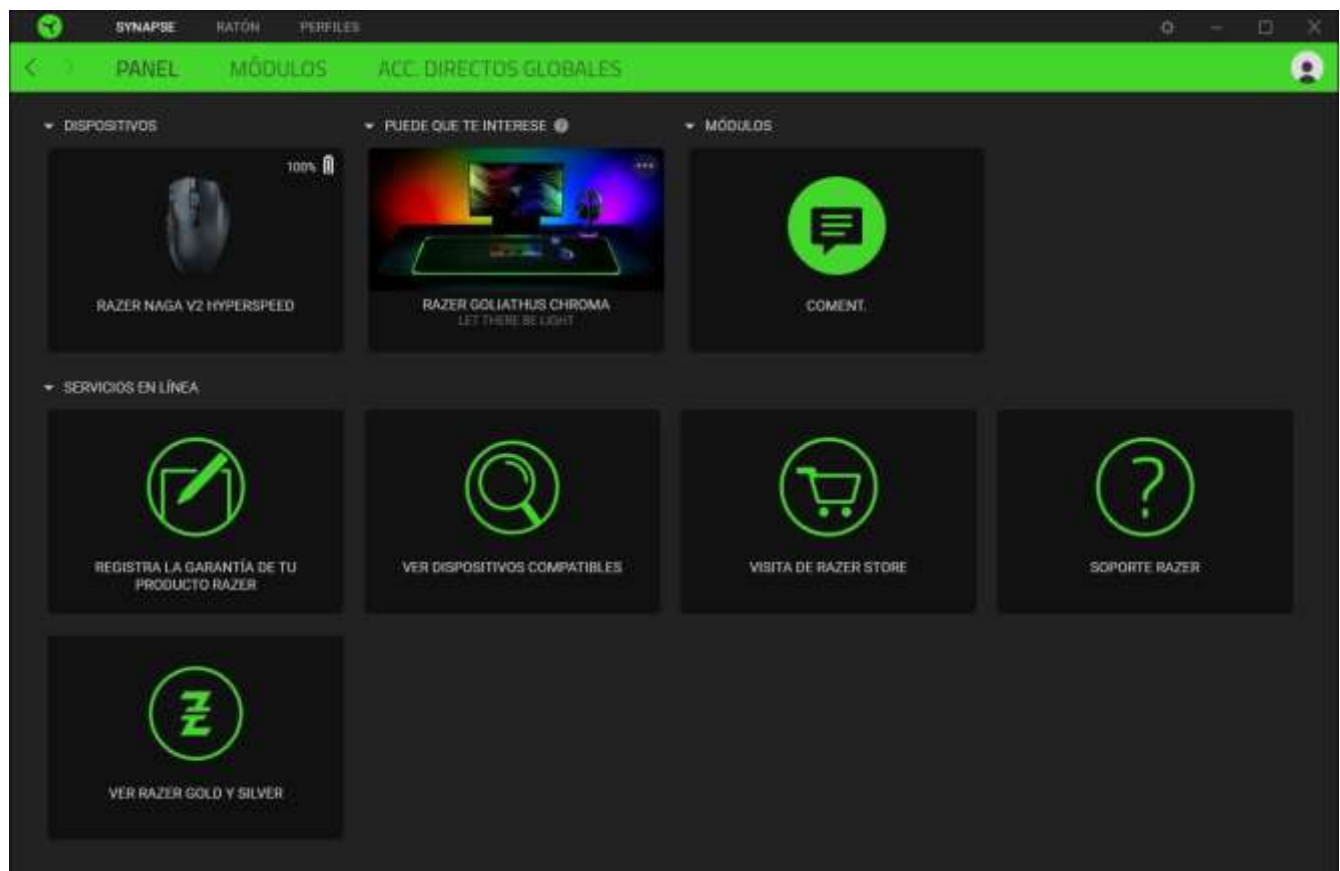 SYNAPSE RATÓN PERFILES
PANEL MÓDULOS ACC. DIRECTOS GLOBALES
DISPOSITIVOS
100%
RAZER NAGA V2 HYPERSPEED
PUEDE QUE TE INTERESE
RAZER GOLIATHUS CHROMA
LET THERE BE LIGHT
MÓDULOS
COMENT.
SERVICIOS EN LÍNEA
REGISTRA LA GARANTÍA DE TU
PRODUCTO RAZER
VER DISPOSITIVOS COMPATIBLES
VISITA DE RAZER STORE
SOPORTE RAZER
VER RAZER GOLD Y SILVER